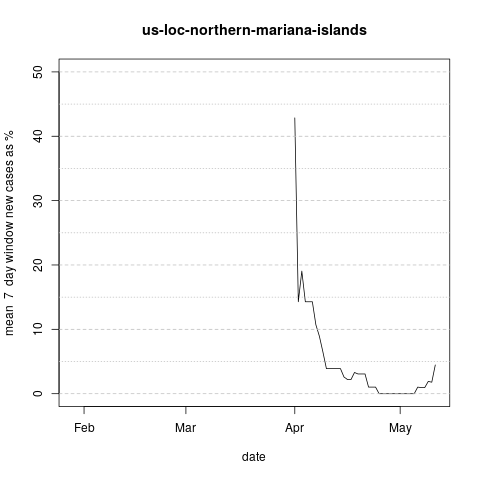 us-loc-northern-mariana-islands
mean 7 day window new cases as %
50
40
30
20
10
0
Feb Mar Apr May
date